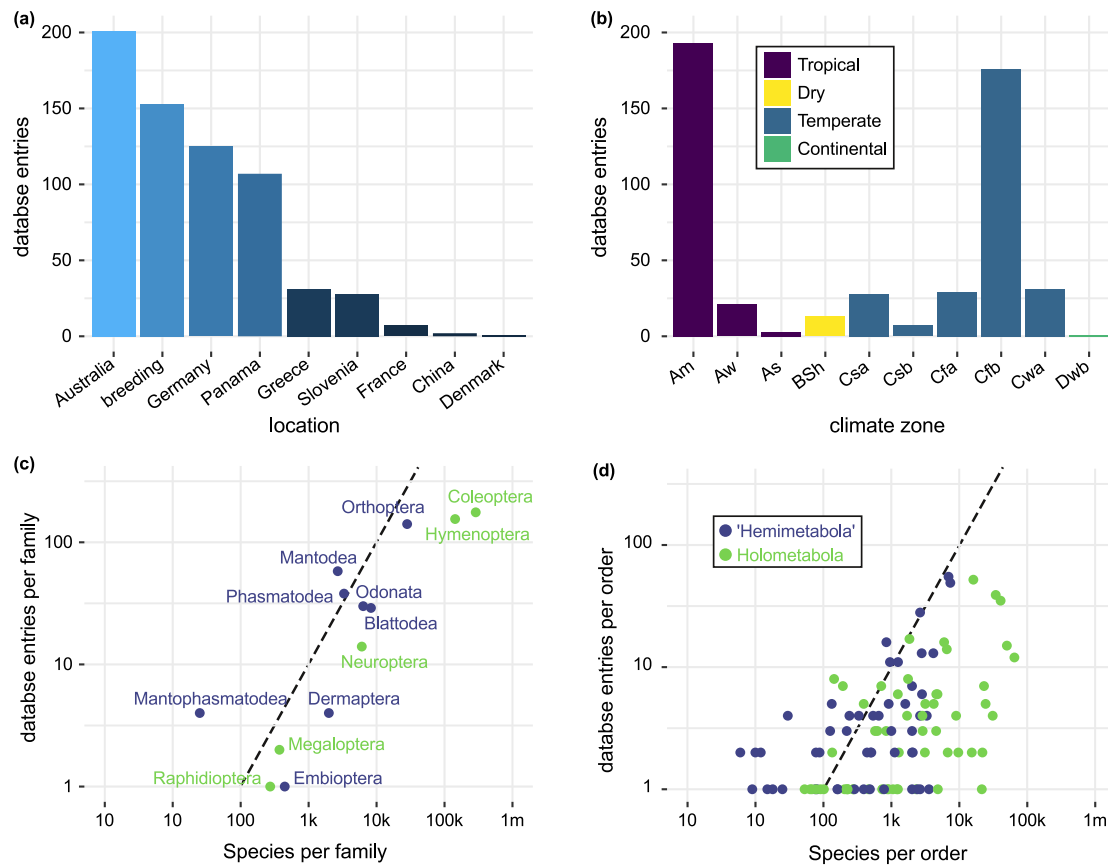 (a)
databse entries
200
150
100
50
0
Australia
breeding
Germany
Panama
Greece
Slovenia
France
China
Denmark
location
(b)
databse entries
200
150
100
50
0
Tropical
Dry
Temperate
Continental
Am
Aw
As
BSh
Csa
Csb
Cfa
Cfb
Cwa
Dwb
climate zone
(c)
databse entries per family
100
10
1
Coleoptera
Orthoptera
Hymenoptera
Mantodea
Phasmatodea
Odonata
Blattodea
Neuroptera
Mantophasmatodea
Dermaptera
Megaloptera
Raphidioptera
Embioptera
10
100
1k
10k
100k
1m
Species per family
(d)
databse entries per order
100
10
1
'Hemimetabola'
Holometabola
10
10
100
1k
10k
100k
1m
Species per order